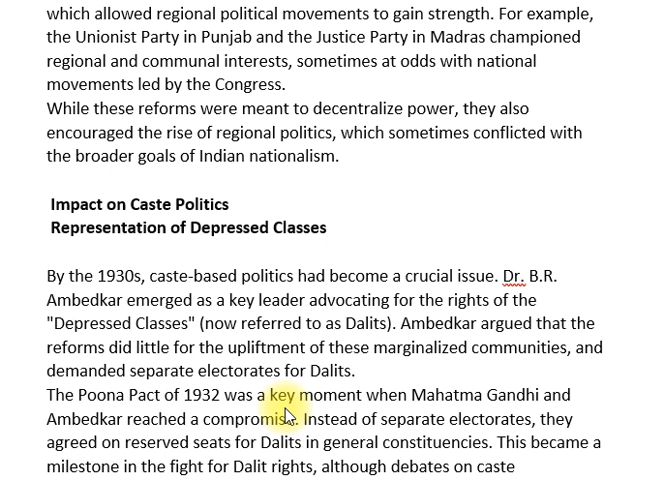 which allowed regional political movements to gain strength. For example,
the Unionist Party in Punjab and the Justice Party in Madras championed
regional and communal interests, sometimes at odds with national
movements led by the Congress.
While these reforms were meant to decentralize power, they also
encouraged the rise of regional politics, which sometimes conflicted with
the broader goals of Indian nationalism.
Impact on Caste Politics
Representation of Depressed Classes
By the 1930s, caste-based politics had become a crucial issue. Dr. B.R.
Ambedkar emerged as a key leader advocating for the rights of the
"Depressed Classes" (now referred to as Dalits). Ambedkar argued that the
reforms did little for the upliftment of these marginalized communities, and
demanded separate electorates for Dalits.
The Poona Pact of 1932 was a key moment when Mahatma Gandhi and
Ambedkar reached a compromise. Instead of separate electorates, they
agreed on reserved seats for Dalits in general constituencies. This became a
milestone in the fight for Dalit rights, although debates on caste